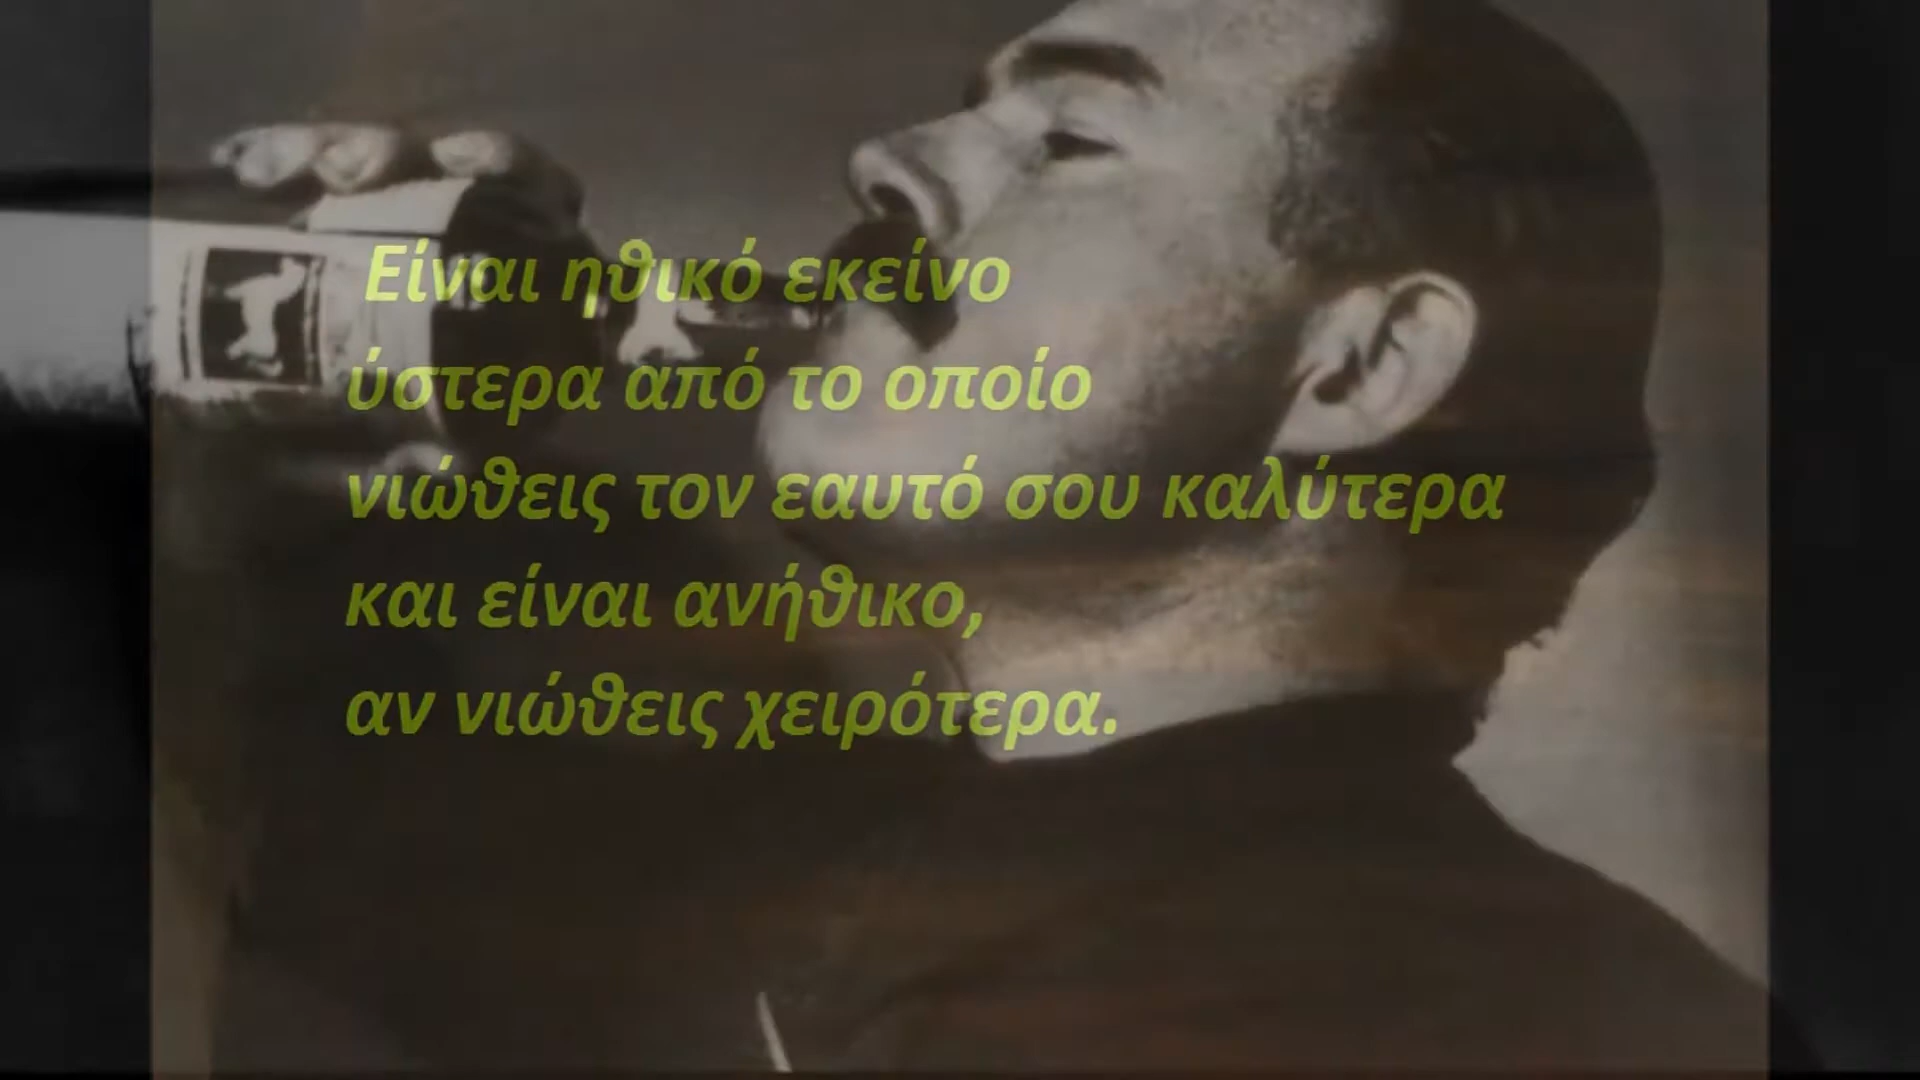 Είναι ηθικό εκείνο
ύστερα από το οποίο
νιώθεις τον εαυτό σου καλύτερα
και είναι ανήθικο,
αν νιώθεις χειρότερα.